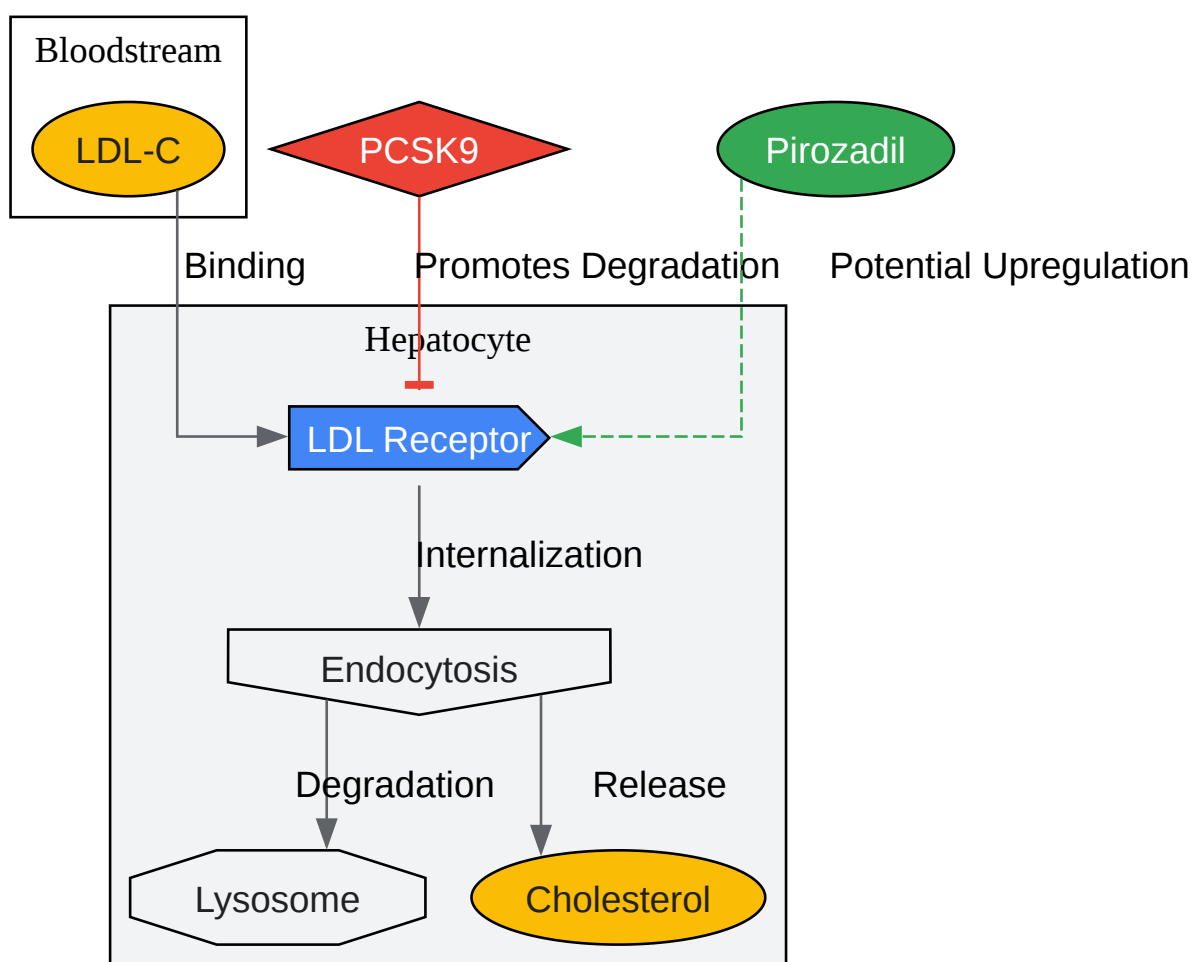 Bloodstream
LDL-C
PCSK9
Pirozadil
Binding
Promotes Degradation
Potential Upregulation
Hepatocyte
LDL Receptor
Internalization
Endocytosis
Degradation
Release
Lysosome
Cholesterol